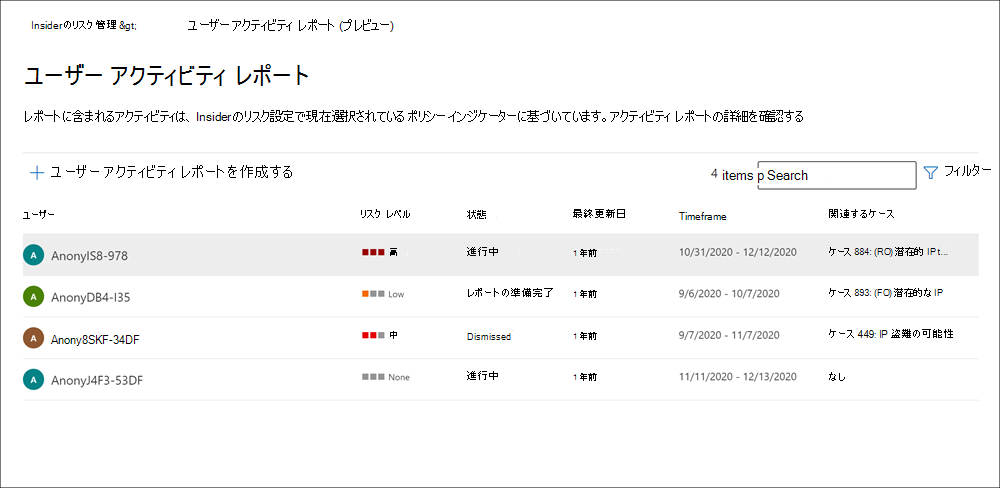 Insiderのリスク管理 &gt; ユーザー アクティビティ レポート (プレビュー)
ユーザー アクティビティ レポート
レポートに含まれるアクティビティは、Insiderのリスク設定で現在選択されているポリシーインジケーターに基づいています。アクティビティ レポートの詳細を確認する
＋ ユーザー アクティビティ レポートを作成する 4 items p Search フィルター
ユーザー リスク レベル 状態 最終更新日 Timeframe 関連するケース
A AnonyIS8-978 高 進行中 1 年前 10/31/2020 - 12/12/2020 ケース 884: (RO) 潜在的 IP t...
A AnonyDB4-I35 Low レポートの準備完了 1 年前 9/6/2020 - 10/7/2020 ケース 893: (FO) 潜在的な IP
A Anony8SKF-34DF 中 Dismissed 1 年前 9/7/2020 - 11/7/2020 ケース 449: IP 盗難の可能性
A AnonyJ4F3-53DF None 進行中 1 年前 11/11/2020 - 12/13/2020 なし